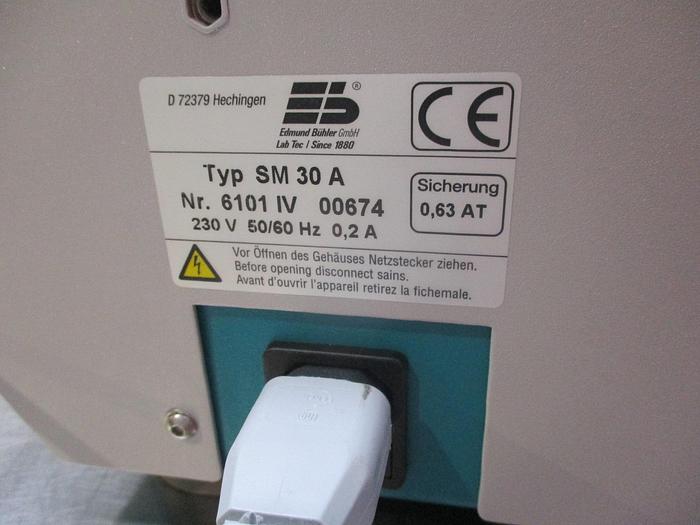 D 72379 Hechingen
®
Edmund Bühler GmbH
Lab Tec / Since 1880
CE
Typ SM 30 A
Nr. 6101 IV 00674
230 V 50/60 Hz 0,2 A
Sicherung
0,63 AT
Vor Öffnen des Gehäuses Netzstecker ziehen.
Before opening disconnect sains.
Avant d'ouvrir l'appareil retirez la fichemale.